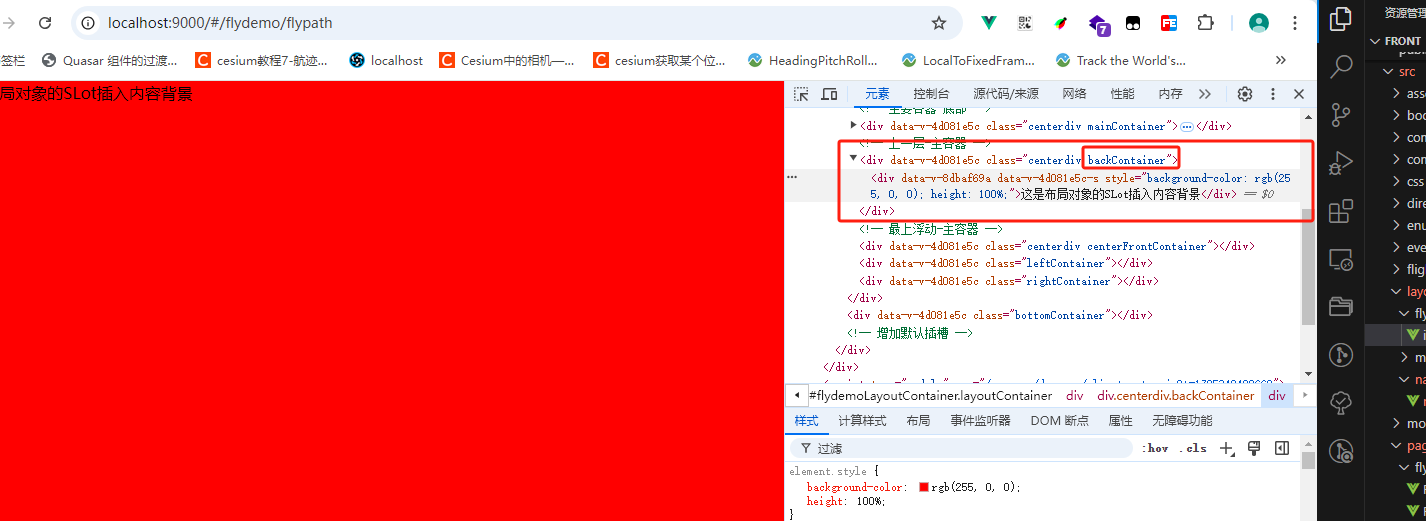 localhost:9000/#/flydemo/flypath
7
资源管理
签栏
Quasar 组件的过渡...
cesium教程7-航迹...
localhost
Cesium中的相机—...
cesium获取某个位...
HeadingPitchRoll...
LocalToFixedFram...
Track the World's...
FRONT
src
asse
boo
com
com
css
dire
enu
eve
flig
layo
fly
i
m
na
mo
pag
fly
局对象的SLot插入内容背景
元素
控制台
源代码/来源
网络
性能
内存
<!-- 主要容器 底部 -->
<div data-v-4d081e5c class="centerdiv mainContainer">…</div>
<!-- 上一层-主容器 -->
<div data-v-4d081e5c class="centerdiv backContainer">
<div data-v-8dbaf69a data-v-4d081e5c-s style="background-color: rgb(25
5, 0, 0); height: 100%;">这是布局对象的SLot插入内容背景</div> == $0
</div>
<!-- 最上浮动-主容器 -->
<div data-v-4d081e5c class="centerdiv centerFrontContainer"></div>
<div data-v-4d081e5c class="leftContainer"></div>
<div data-v-4d081e5c class="rightContainer"></div>
</div>
<div data-v-4d081e5c class="bottomContainer"></div>
<!-- 增加默认插槽 -->
</div>
</div>
#flydemoLayoutContainer.layoutContainer
div
div.centerdiv.backContainer
div
样式
计算样式
布局
事件监听器
DOM 断点
属性
无障碍功能
过滤
:hov
.cls
element.style {
background-color: rgb(255, 0, 0);
height: 100%;
}